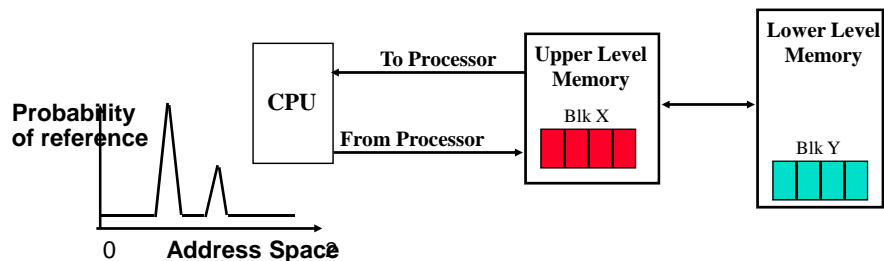 Probability
of reference
0
Address Space
2
CPU
To Processor
From Processor
Upper Level
Memory
Blk X
Lower Level
Memory
Blk Y